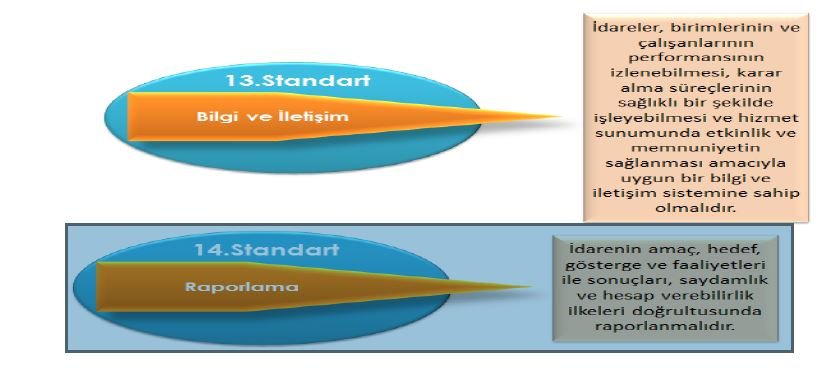 13.Standart
Bilgi ve İletişim
İdareler, birimlerinin ve
çalışanlarının
performansının
izlenebilmesi, karar
alma süreçlerinin
sağlıklı bir şekilde
işleyebilmesi ve hizmet
sunumunda etkinlik ve
memnuniyetin
sağlanması amacıyla
uygun bir bilgi ve
iletişim sistemine sahip
olmalıdır.
14.Standart
Raporlama
İdarenin amaç, hedef,
gösterge ve faaliyetleri
ile sonuçları, saydamlık
ve hesap verebilirlik
ilkeleri doğrultusunda
raporlanmalıdır.